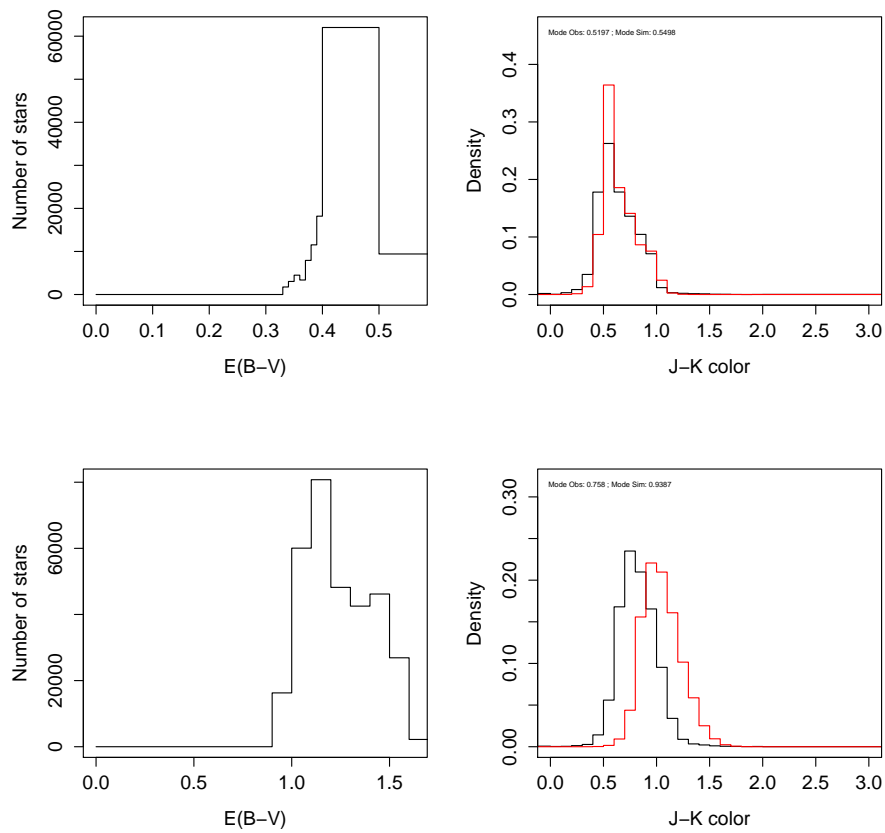 Number of stars
60000
40000
20000
0
0.0 0.1 0.2 0.3 0.4 0.5
E(B−V)
Mode Obs: 0.5197 ; Mode Sim: 0.5498
Density
0.4
0.3
0.2
0.1
0.0
0.0 0.5 1.0 1.5 2.0 2.5 3.0
J−K color
Number of stars
60000
20000
0
0.0 0.5 1.0 1.5
E(B−V)
Mode Obs: 0.758 ; Mode Sim: 0.9387
Density
0.30
0.20
0.10
0.00
0.0 0.5 1.0 1.5 2.0 2.5 3.0
J−K color